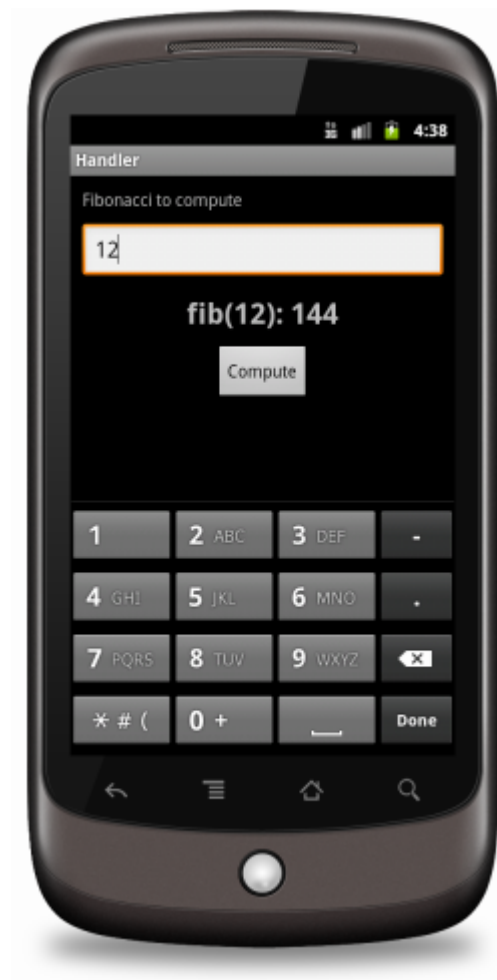 3G 4:38
Handler
Fibonacci to compute
12
fib(12): 144
Compute
1 2 ABC 3 DEF -
4 GHI 5 JKL 6 MNO .
7 PQRS 8 TUV 9 WXYZ
* # ( 0 + Done